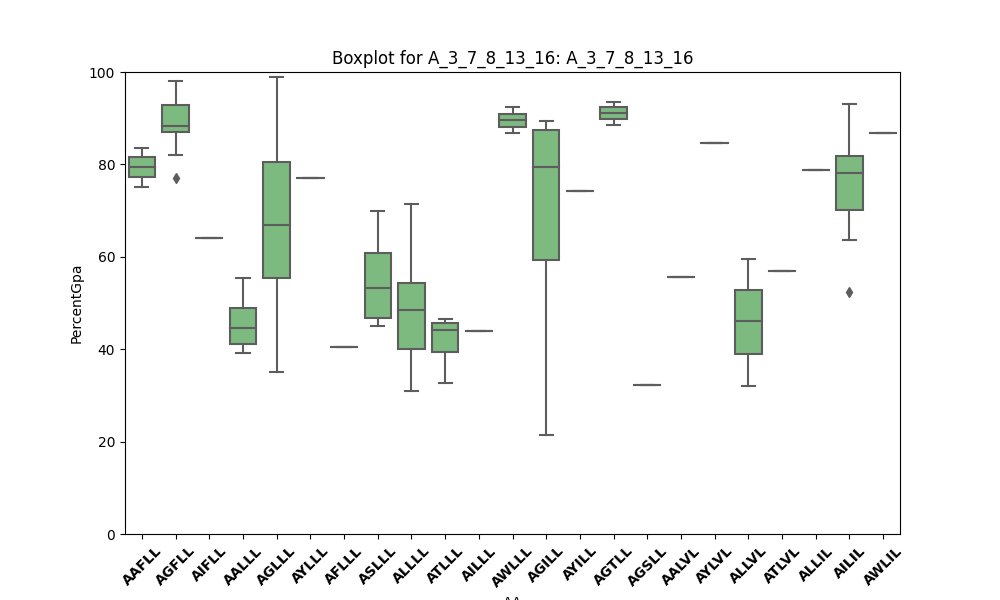 Boxplot for A_3_7_8_13_16: A_3_7_8_13_16
100
80
60
40
20
0
PercentGpa
AAFLL AGFLL AIFLL AALLL AGLLL AYLLL AFLLL ASLLL ALLLL ATLLL AILLL AWLLL AGILL AYILL AGTLL AGSLL AALVL AYLVL ALLVL ATLVL ALLIL AILIL AWLIL